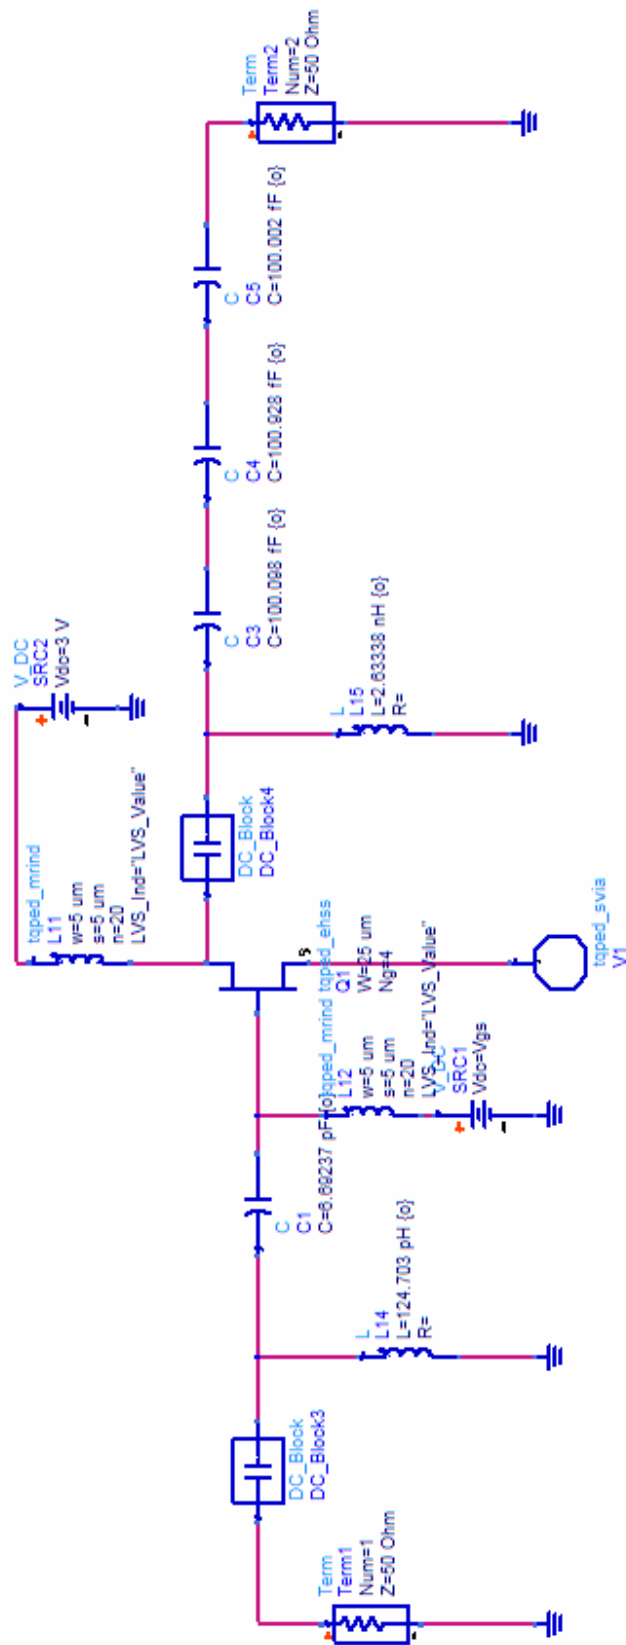 Term
Term1
Num=1
Z=50 Ohm
DC_Block
DC_Block3
L
L14
L=124.703 pH {o}
R=
C
C1
C=6.69237 pF {o}
tqped_mrind
L12
w=5 um
s=5 um
n=20
LVS_Ind="LVS_Value"
V_DC
SRC1
Vdc=Vgs
tqped_ehss
Q1
W=25 um
Ng=4
S
tqped_svia
V1
tqped_mrind
L11
w=5 um
s=5 um
n=20
LVS_Ind="LVS_Value"
V_DC
SRC2
Vdc=3 V
DC_Block
DC_Block4
L
L15
L=2.63338 nH {o}
R=
C
C3
C=100.098 fF {o}
C
C4
C=100.928 fF {o}
C
C5
C=100.002 fF {o}
Term
Term2
Num=2
Z=50 Ohm